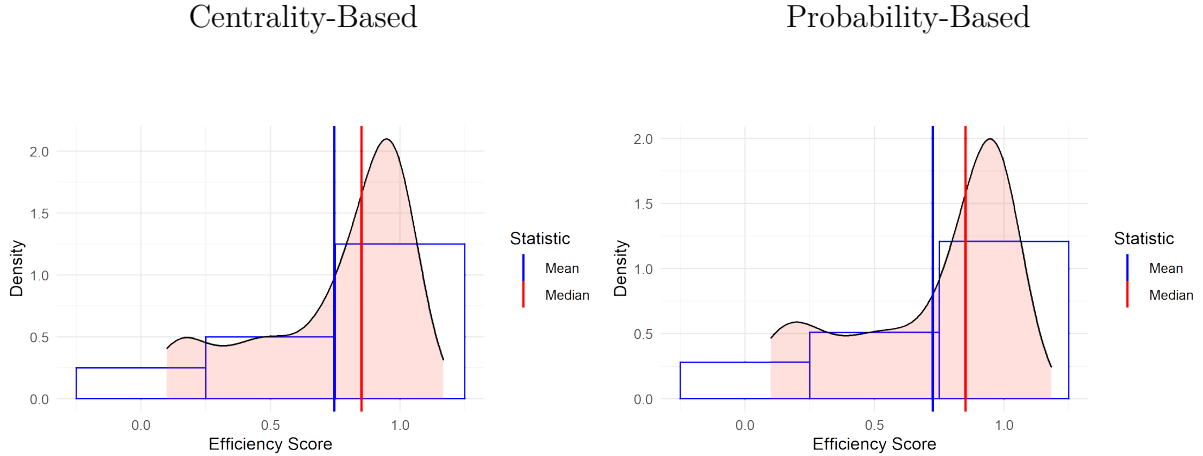 Centrality-Based
Probability-Based
2.0
1.5
1.0
0.5
0.0
Density
0.0 0.5 1.0
Efficiency Score
Statistic
Mean
Median
2.0
1.5
1.0
0.5
0.0
Density
0.0 0.5 1.0
Efficiency Score
Statistic
Mean
Median